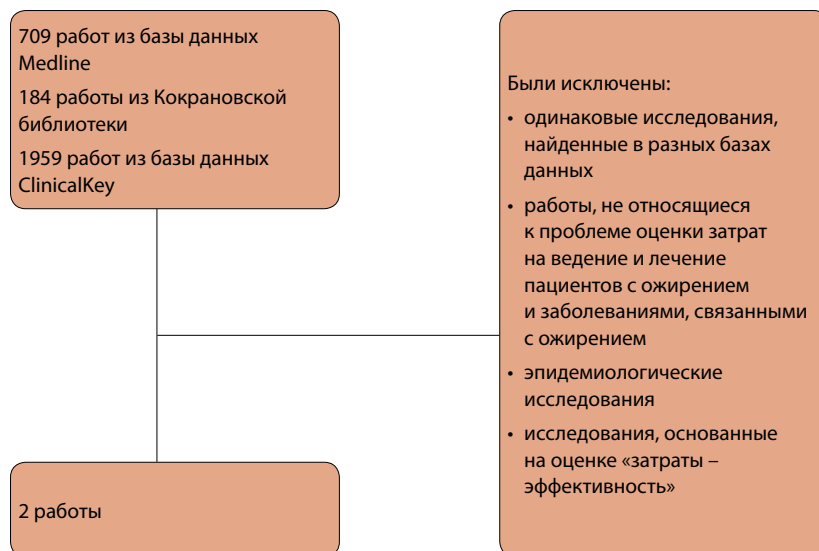 709 работ из базы данных
Medline
184 работы из Кокрановской
библиотеки
1959 работ из базы данных
ClinicalKey
Были исключены:
• одинаковые исследования,
найденные в разных базах
данных
• работы, не относящиеся
к проблеме оценки затрат
на ведение и лечение
пациентов с ожирением
и заболеваниями, связанными
с ожирением
• эпидемиологические
исследования
• исследования, основанные
на оценке «затраты –
эффективность»
2 работы